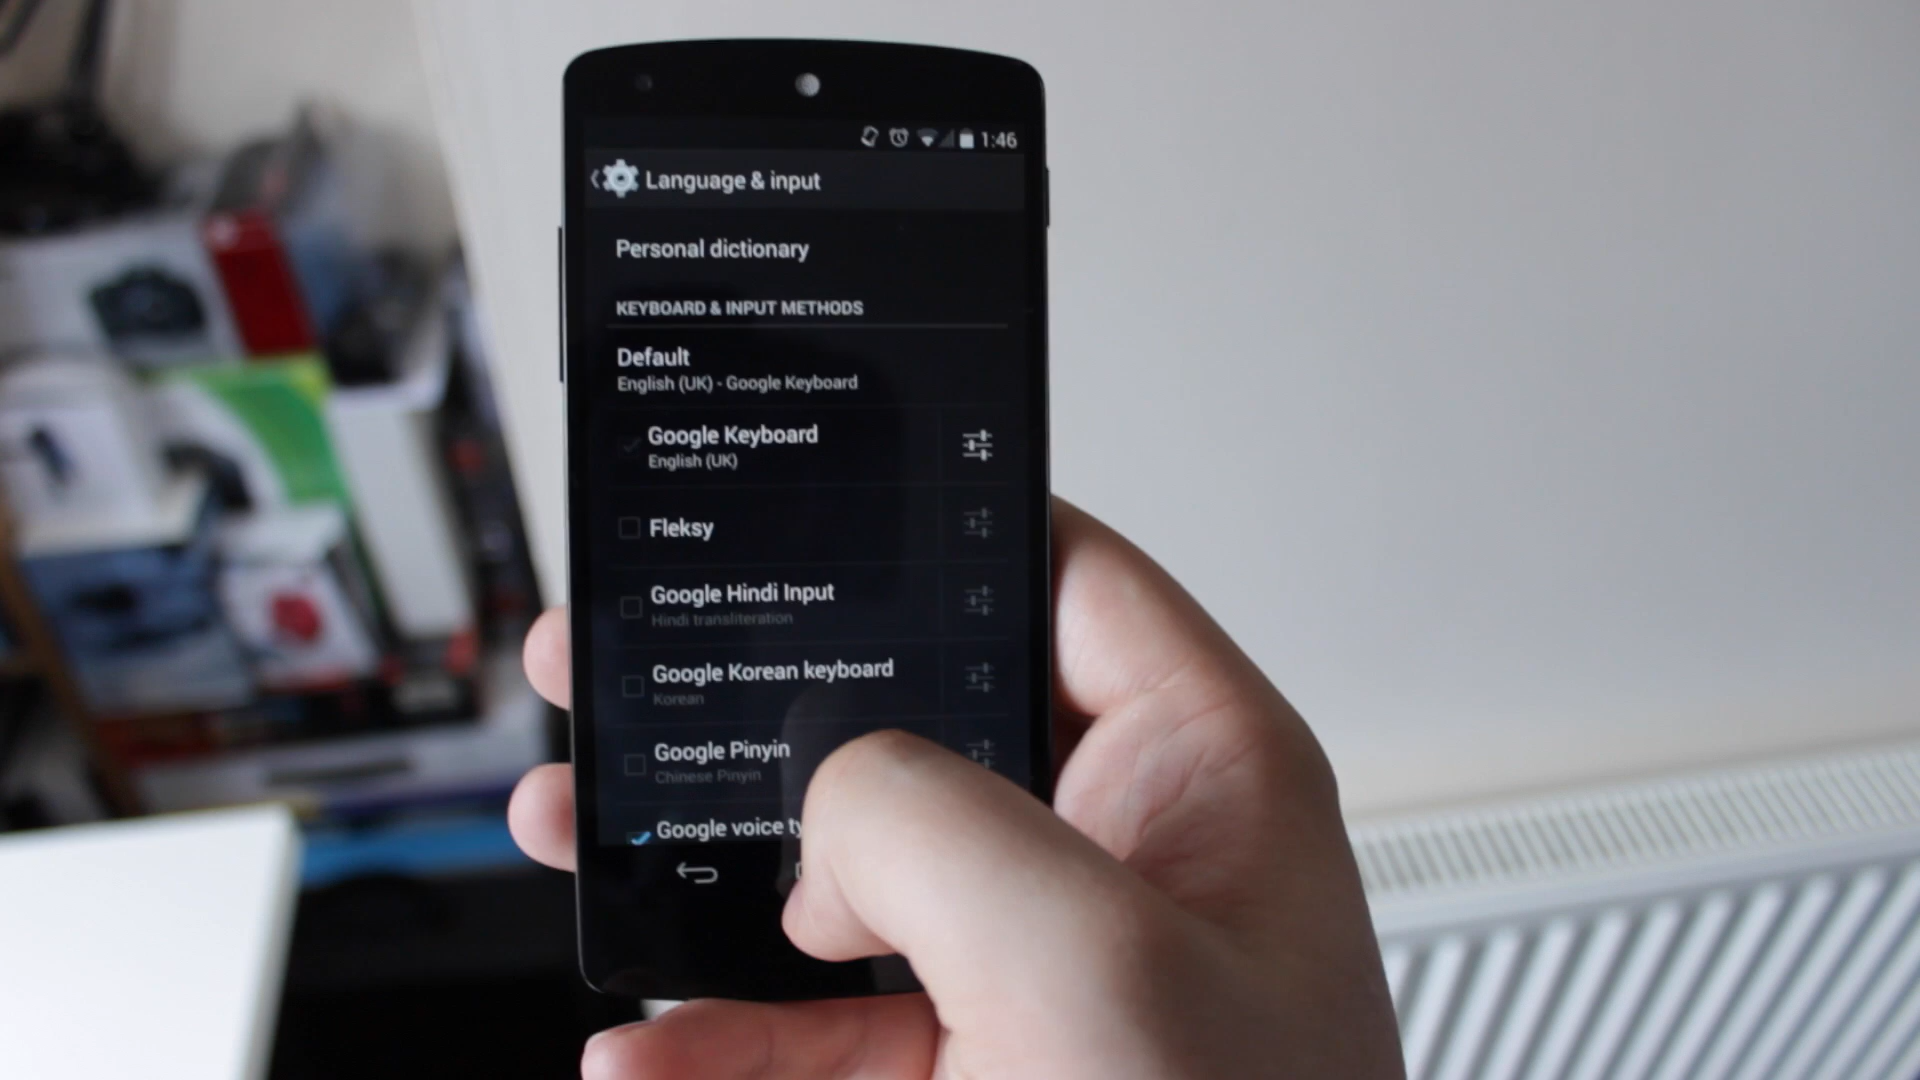 1:46
Language & input
Personal dictionary
KEYBOARD & INPUT METHODS
Default
English (UK) - Google Keyboard
Google Keyboard
English (UK)
Fleksy
Google Hindi Input
Hindi transliteration
Google Korean keyboard
Korean
Google Pinyin
Chinese Pinyin
Google voice ty